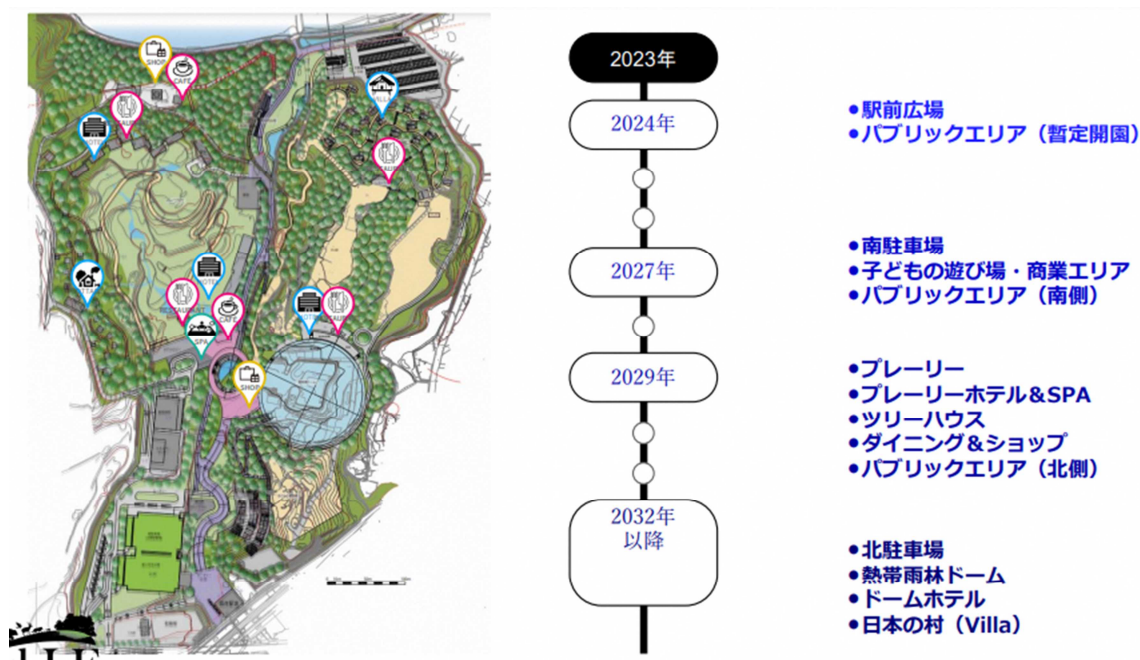 SHOP
CAFÉ
SPA
RESTAURANT
CAFÉ
SHOP
2023年
2024年
●駅前広場
●パブリックエリア（暫定開園）
2027年
●南駐車場
●子どもの遊び場・商業エリア
●パブリックエリア（南側）
2029年
●プレーリー
●プレーリーホテル＆SPA
●ツリーハウス
●ダイニング＆ショップ
●パブリックエリア（北側）
2032年
以降
●北駐車場
●熱帯雨林ドーム
●ドームホテル
●日本の村（Villa）